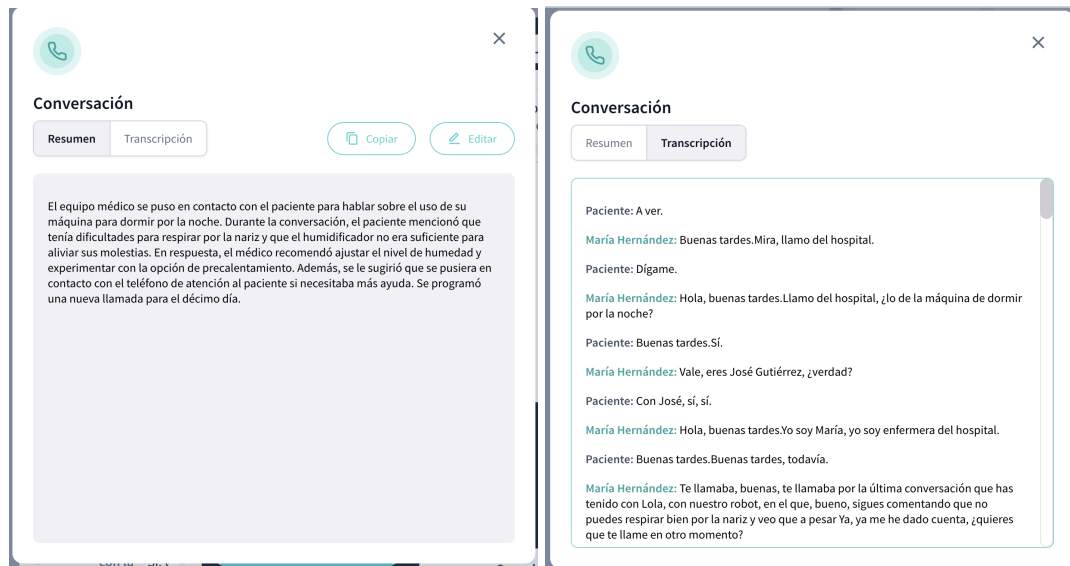 Conversación
Resumen
Transcripción
Copiar
Editar
El equipo médico se puso en contacto con el paciente para hablar sobre el uso de su
máquina para dormir por la noche. Durante la conversación, el paciente mencionó que
tenía dificultades para respirar por la nariz y que el humidificador no era suficiente para
aliviar sus molestias. En respuesta, el médico recomendó ajustar el nivel de humedad y
experimentar con la opción de precalentamiento. Además, se le sugirió que se pusiera en
contacto con el teléfono de atención al paciente si necesitaba más ayuda. Se programó
una nueva llamada para el décimo día.
Conversación
Resumen
Transcripción
Paciente: A ver.
María Hernández: Buenas tardes.Mira, llamo del hospital.
Paciente: Dígame.
María Hernández: Hola, buenas tardes.Llamo del hospital, ¿lo de la máquina de dormir
por la noche?
Paciente: Buenas tardes.Sí.
María Hernández: Vale, eres José Gutiérrez, ¿verdad?
Paciente: Con José, sí, sí.
María Hernández: Hola, buenas tardes.Yo soy María, yo soy enfermera del hospital.
Paciente: Buenas tardes.Buenas tardes, todavía.
María Hernández: Te llamaba, buenas, te llamaba por la última conversación que has
tenido con Lola, con nuestro robot, en el que, bueno, sigues comentando que no
puedes respirar bien por la nariz y veo que a pesar Ya, ya me he dado cuenta, ¿quieres
que te llame en otro momento?